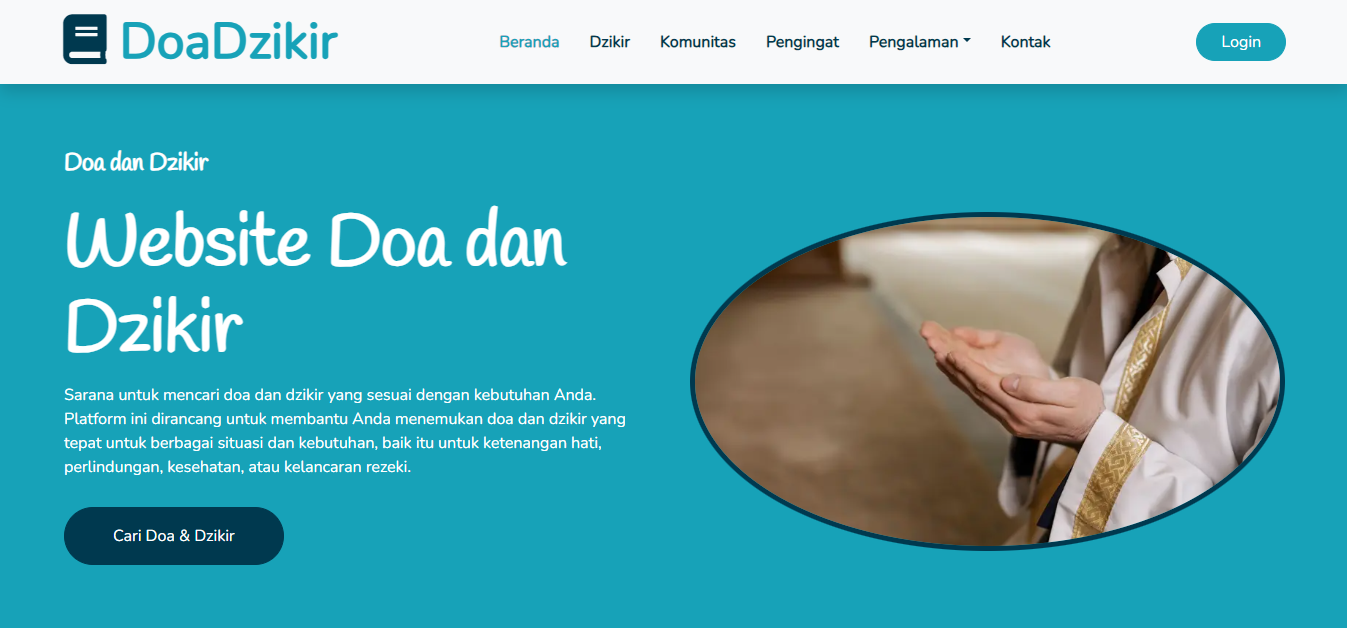 DoaDzikir
Beranda
Dzikir
Komunitas
Pengingat
Pengalaman
Kontak
Login
Doa dan Dzikir
Website Doa dan
Dzikir
Sarana untuk mencari doa dan dzikir yang sesuai dengan kebutuhan Anda.
Platform ini dirancang untuk membantu Anda menemukan doa dan dzikir yang
tepat untuk berbagai situasi dan kebutuhan, baik itu untuk ketenangan hati,
perlindungan, kesehatan, atau kelancaran rezeki.
Cari Doa & Dzikir